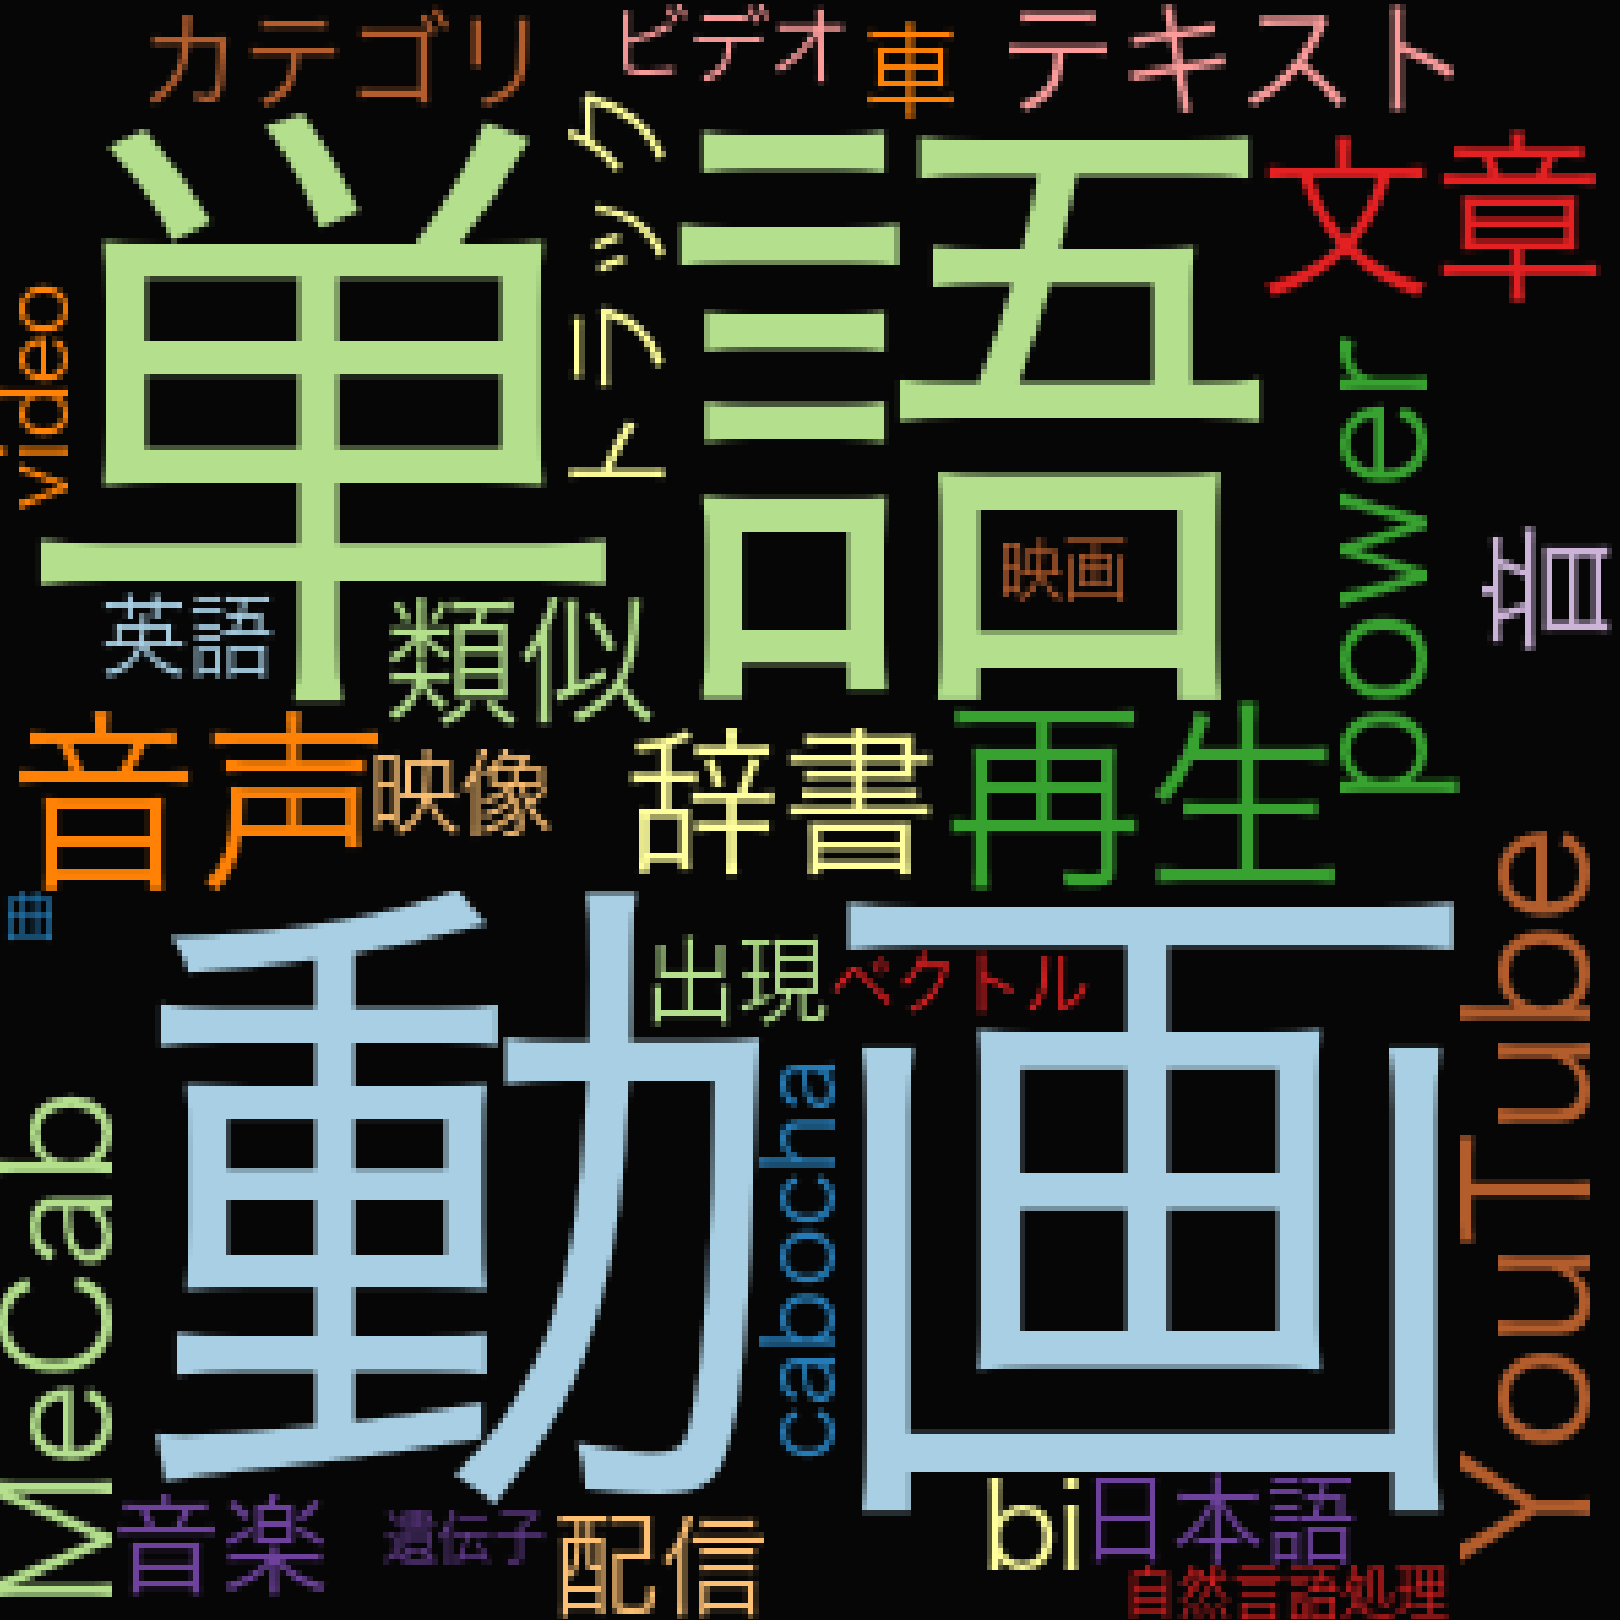 カテゴリ
ビデオ
車
テキスト
トラック
単語
文章
video
power
映画
音
英語
類似
音声
映像
辞書
再生
曲
動画
出現
ベクトル
YouTube
cabocha
MeCab
音楽
遺伝子
配信
bi
日本語
自然言語処理